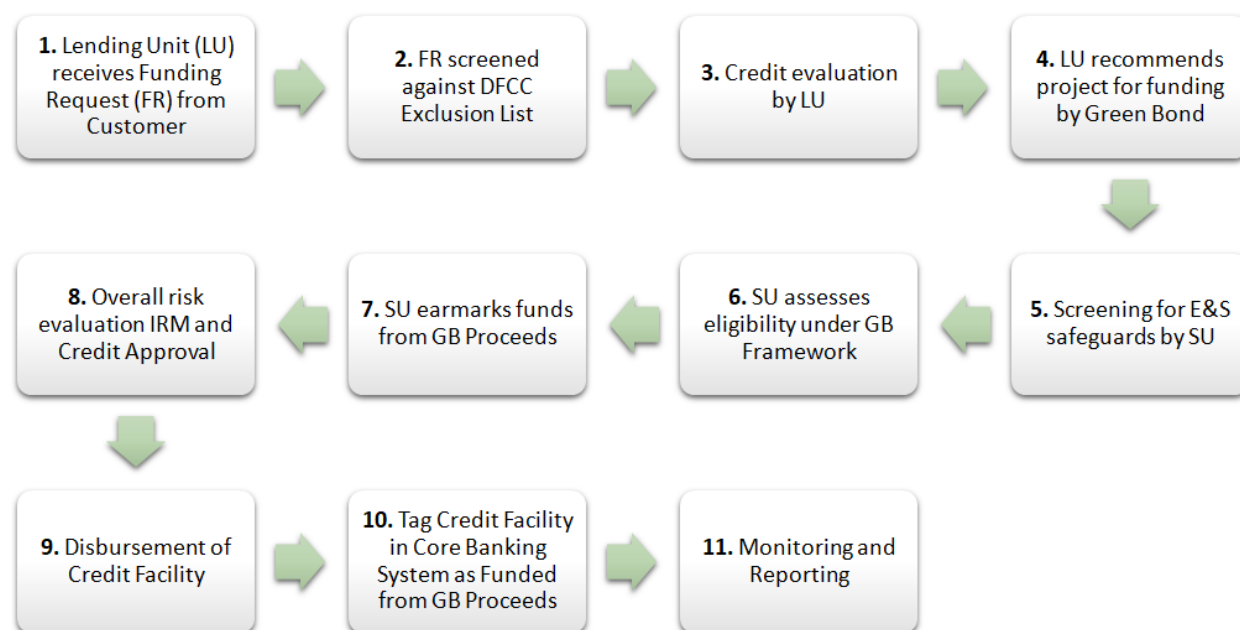 1. Lending Unit (LU)
receives Funding
Request (FR) from
Customer
2. FR screened
against DFCC
Exclusion List
3. Credit evaluation
by LU
4. LU recommends
project for funding
by Green Bond
5. Screening for E&S
safeguards by SU
6. SU assesses
eligibility under GB
Framework
7. SU earmarks funds
from GB Proceeds
8. Overall risk
evaluation IRM and
Credit Approval
9. Disbursement of
Credit Facility
10. Tag Credit Facility
in Core Banking
System as Funded
from GB Proceeds
11. Monitoring and
Reporting